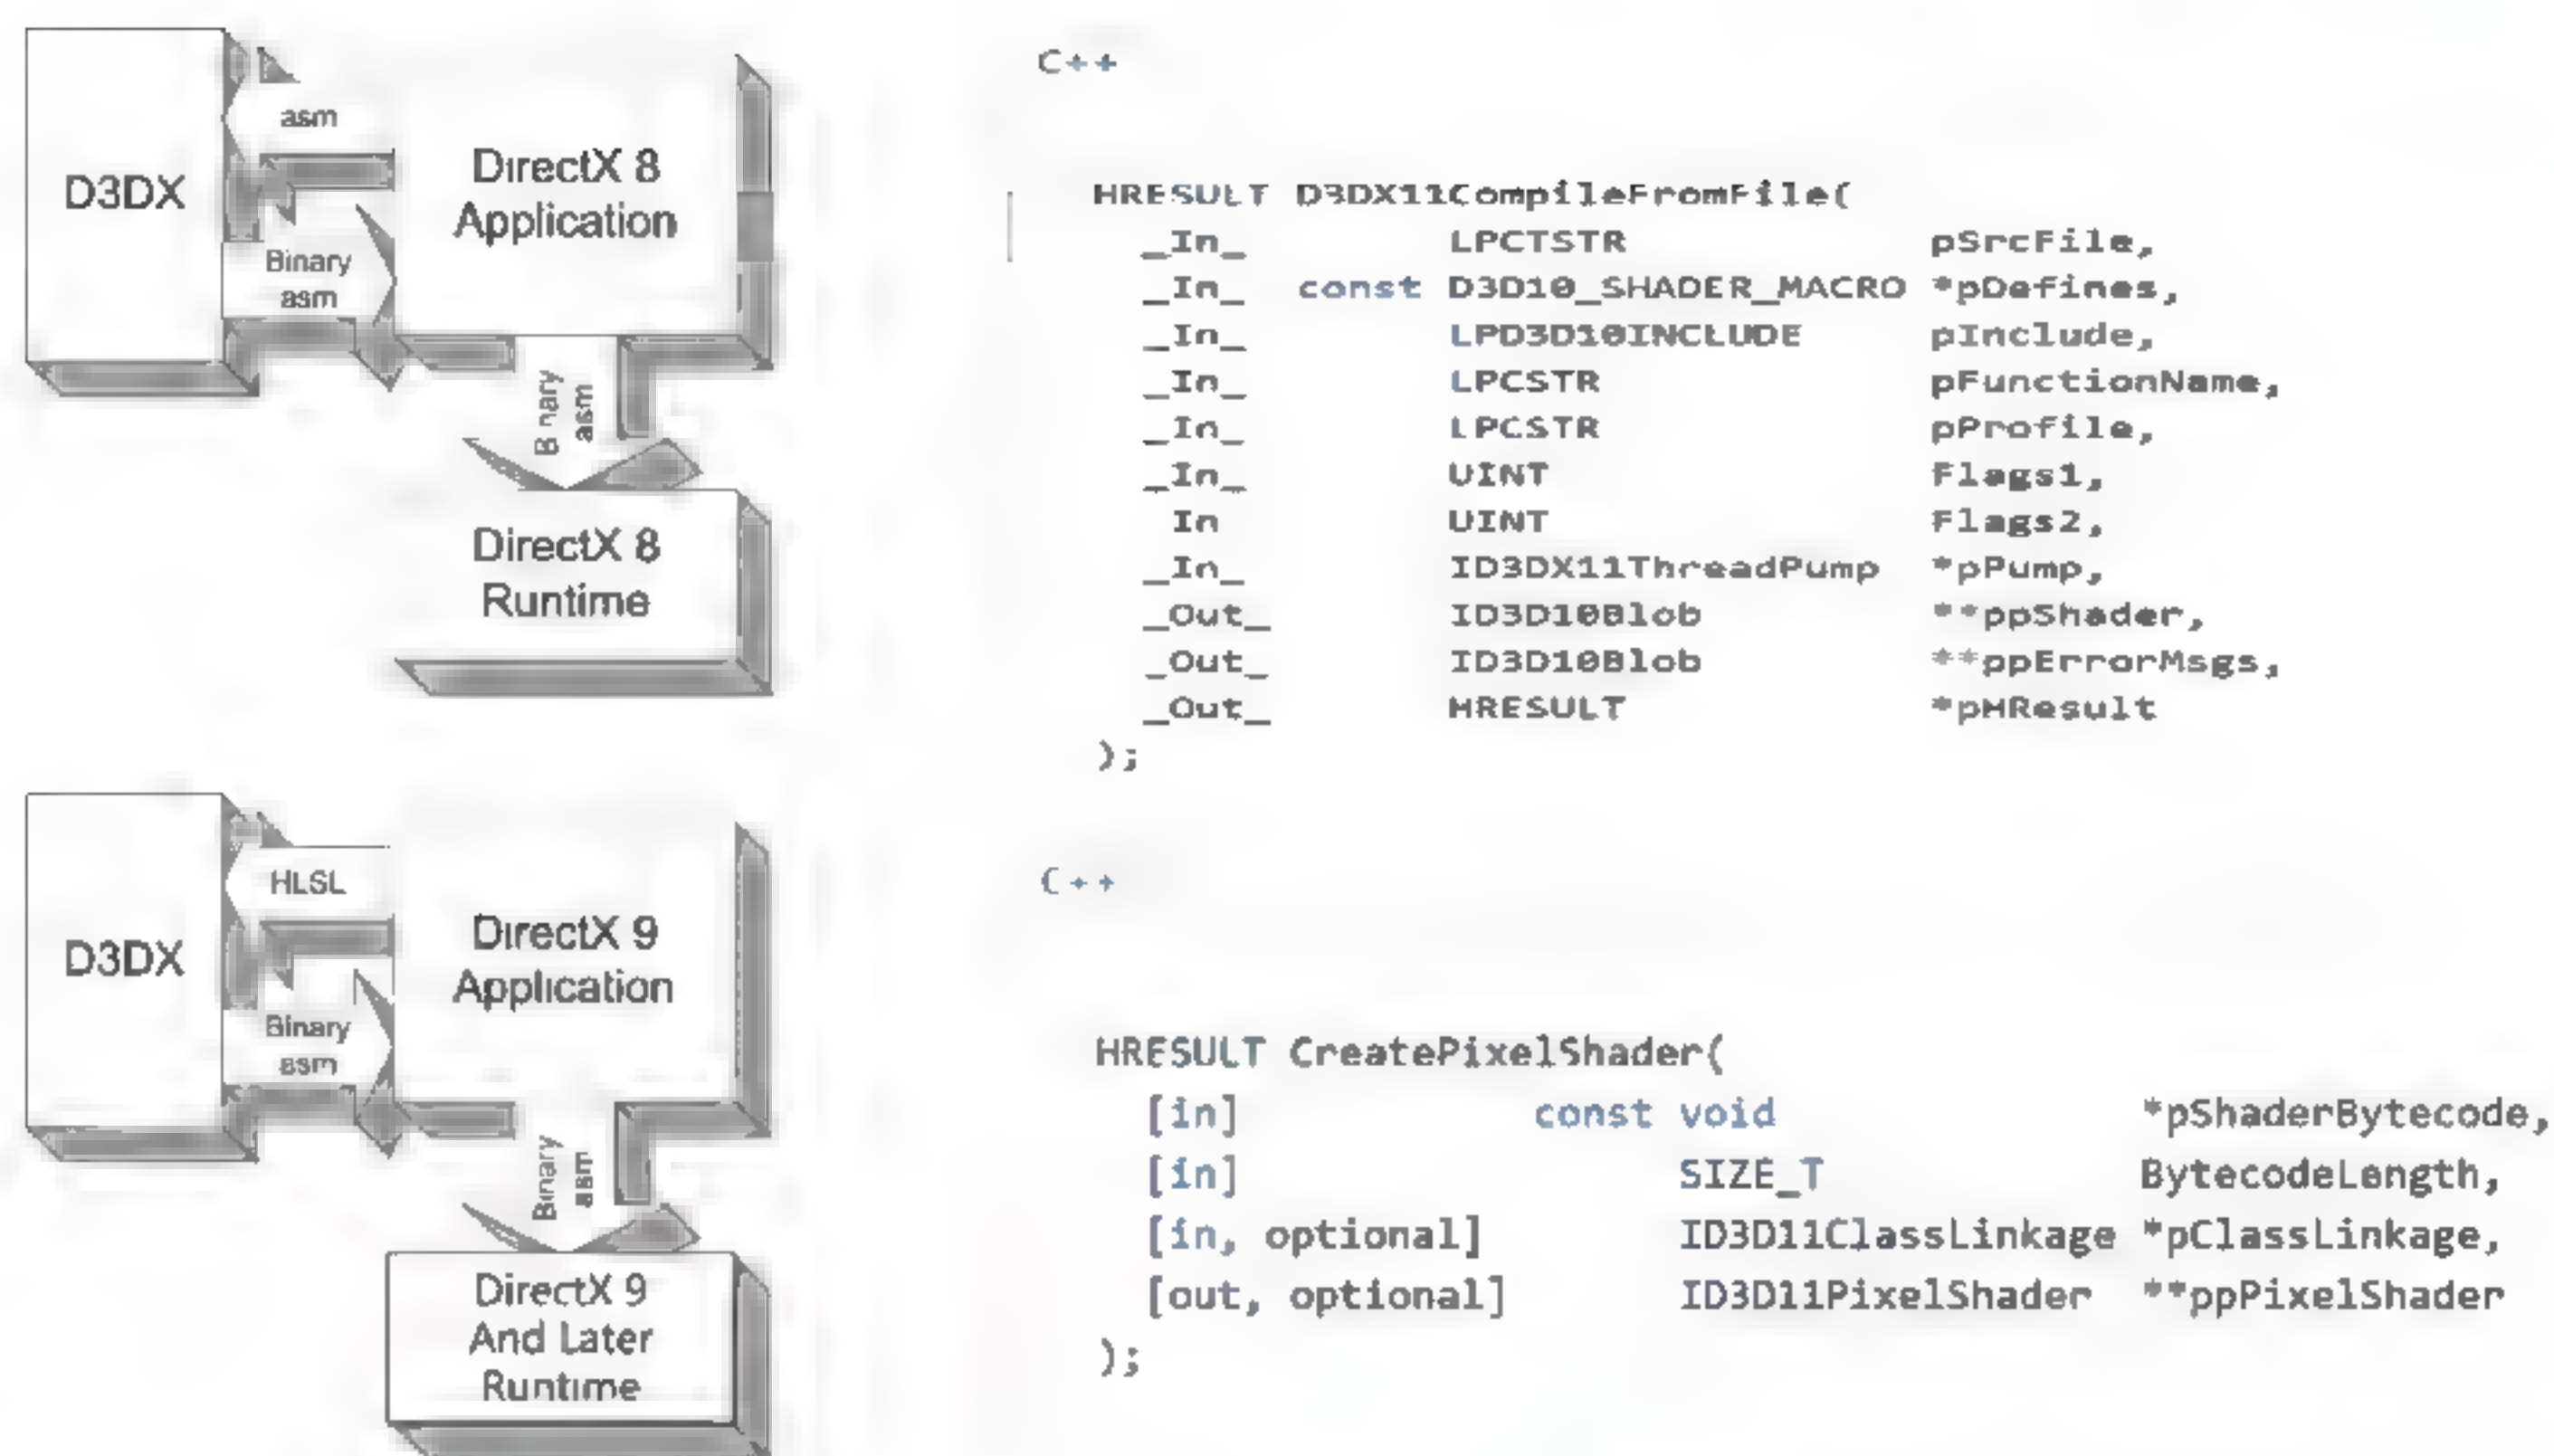 D3DX
asm
Binary
asm
DirectX 8
Application
Binary
asm
DirectX 8
Runtime
D3DX
HLSL
Binary
asm
DirectX 9
Application
Binary
asm
DirectX 9
And Later
Runtime
C++
HRESULT D3DX11CompileFromFile(
_In_ LPCTSTR pSrcFile,
_In_ const D3D10_SHADER_MACRO *pDefines,
_In_ LPD3D10INCLUDE pInclude,
_In_ LPCSTR pFunctionName,
_In_ LPCSTR pProfile,
_In_ UINT Flags1,
In UINT Flags2,
_In_ ID3DX11ThreadPump *pPump,
_Out_ ID3D10Blob **ppShader,
_Out_ ID3D10Blob **ppErrorMsgs,
_Out_ HRESULT *pHResult
);
C++
HRESULT CreatePixelShader(
[in] const void *pShaderBytecode,
[in] SIZE_T BytecodeLength,
[in, optional] ID3D11ClassLinkage *pClassLinkage,
[out, optional] ID3D11PixelShader **ppPixelShader
);